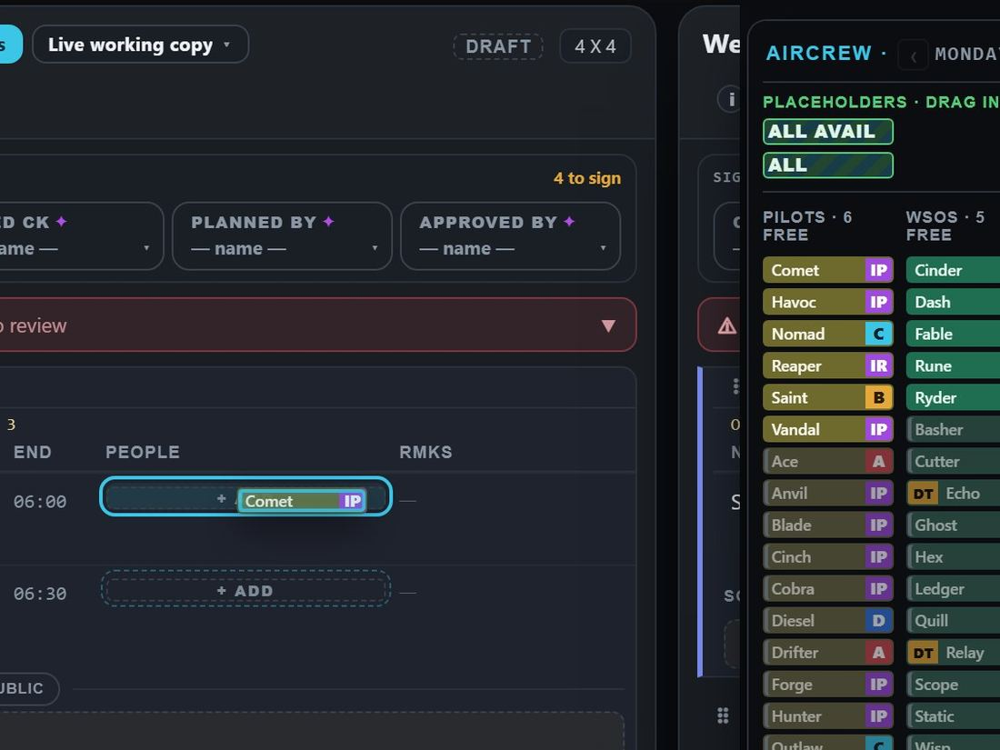 s
Live working copy
DRAFT
4 X 4
4 to sign
ED CK
ame —
PLANNED BY
— name —
APPROVED BY
— name —
o review
3
END
PEOPLE
RMKS
06:00
+
Comet
IP
—
06:30
+ ADD
—
UBLIC
We
i
SIG
AIRCREW ·
‹
MONDAY
PLACEHOLDERS · DRAG IN
ALL AVAIL
ALL
PILOTS · 6
FREE
WSOS · 5
FREE
Comet IP
Cinder
Havoc IP
Dash
Nomad C
Fable
Reaper IR
Rune
Saint B
Ryder
Vandal IP
Basher
Ace A
Cutter
Anvil IP
DT Echo
Blade IP
Ghost
Cinch IP
Hex
Cobra IP
Ledger
Diesel D
Quill
Drifter A
DT Relay
Forge IP
Scope
Hunter IP
Static
Outlaw C
Wisp